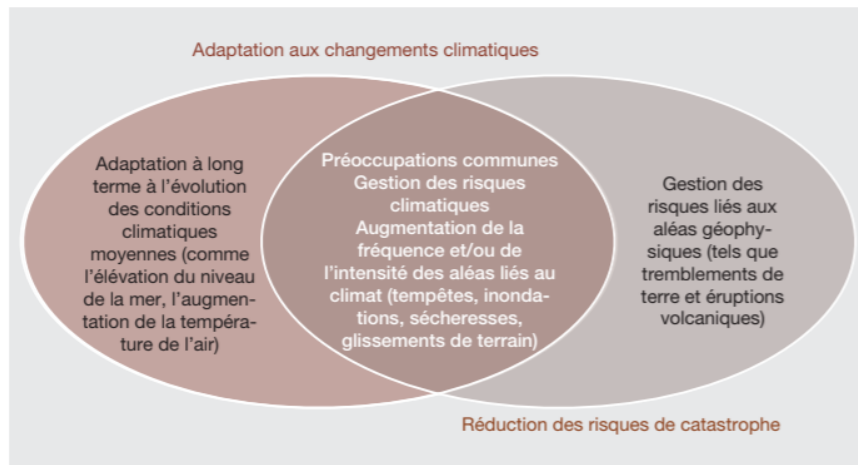 Adaptation aux changements climatiques
Adaptation à long
terme à l'évolution
des conditions
climatiques
moyennes (comme
l'élévation du niveau
de la mer, l'augmen-
tation de la tempéra-
ture de l'air)
Préoccupations communes
Gestion des risques
climatiques
Augmentation de la
fréquence et/ou de
l'intensité des aléas liés au
climat (tempêtes, inonda-
tions, sécheresses,
glissements de terrain)
Gestion des
risques liés aux
aléas géophy-
siques (tels que
tremblements de
terre et éruptions
volcaniques)
Réduction des risques de catastrophe